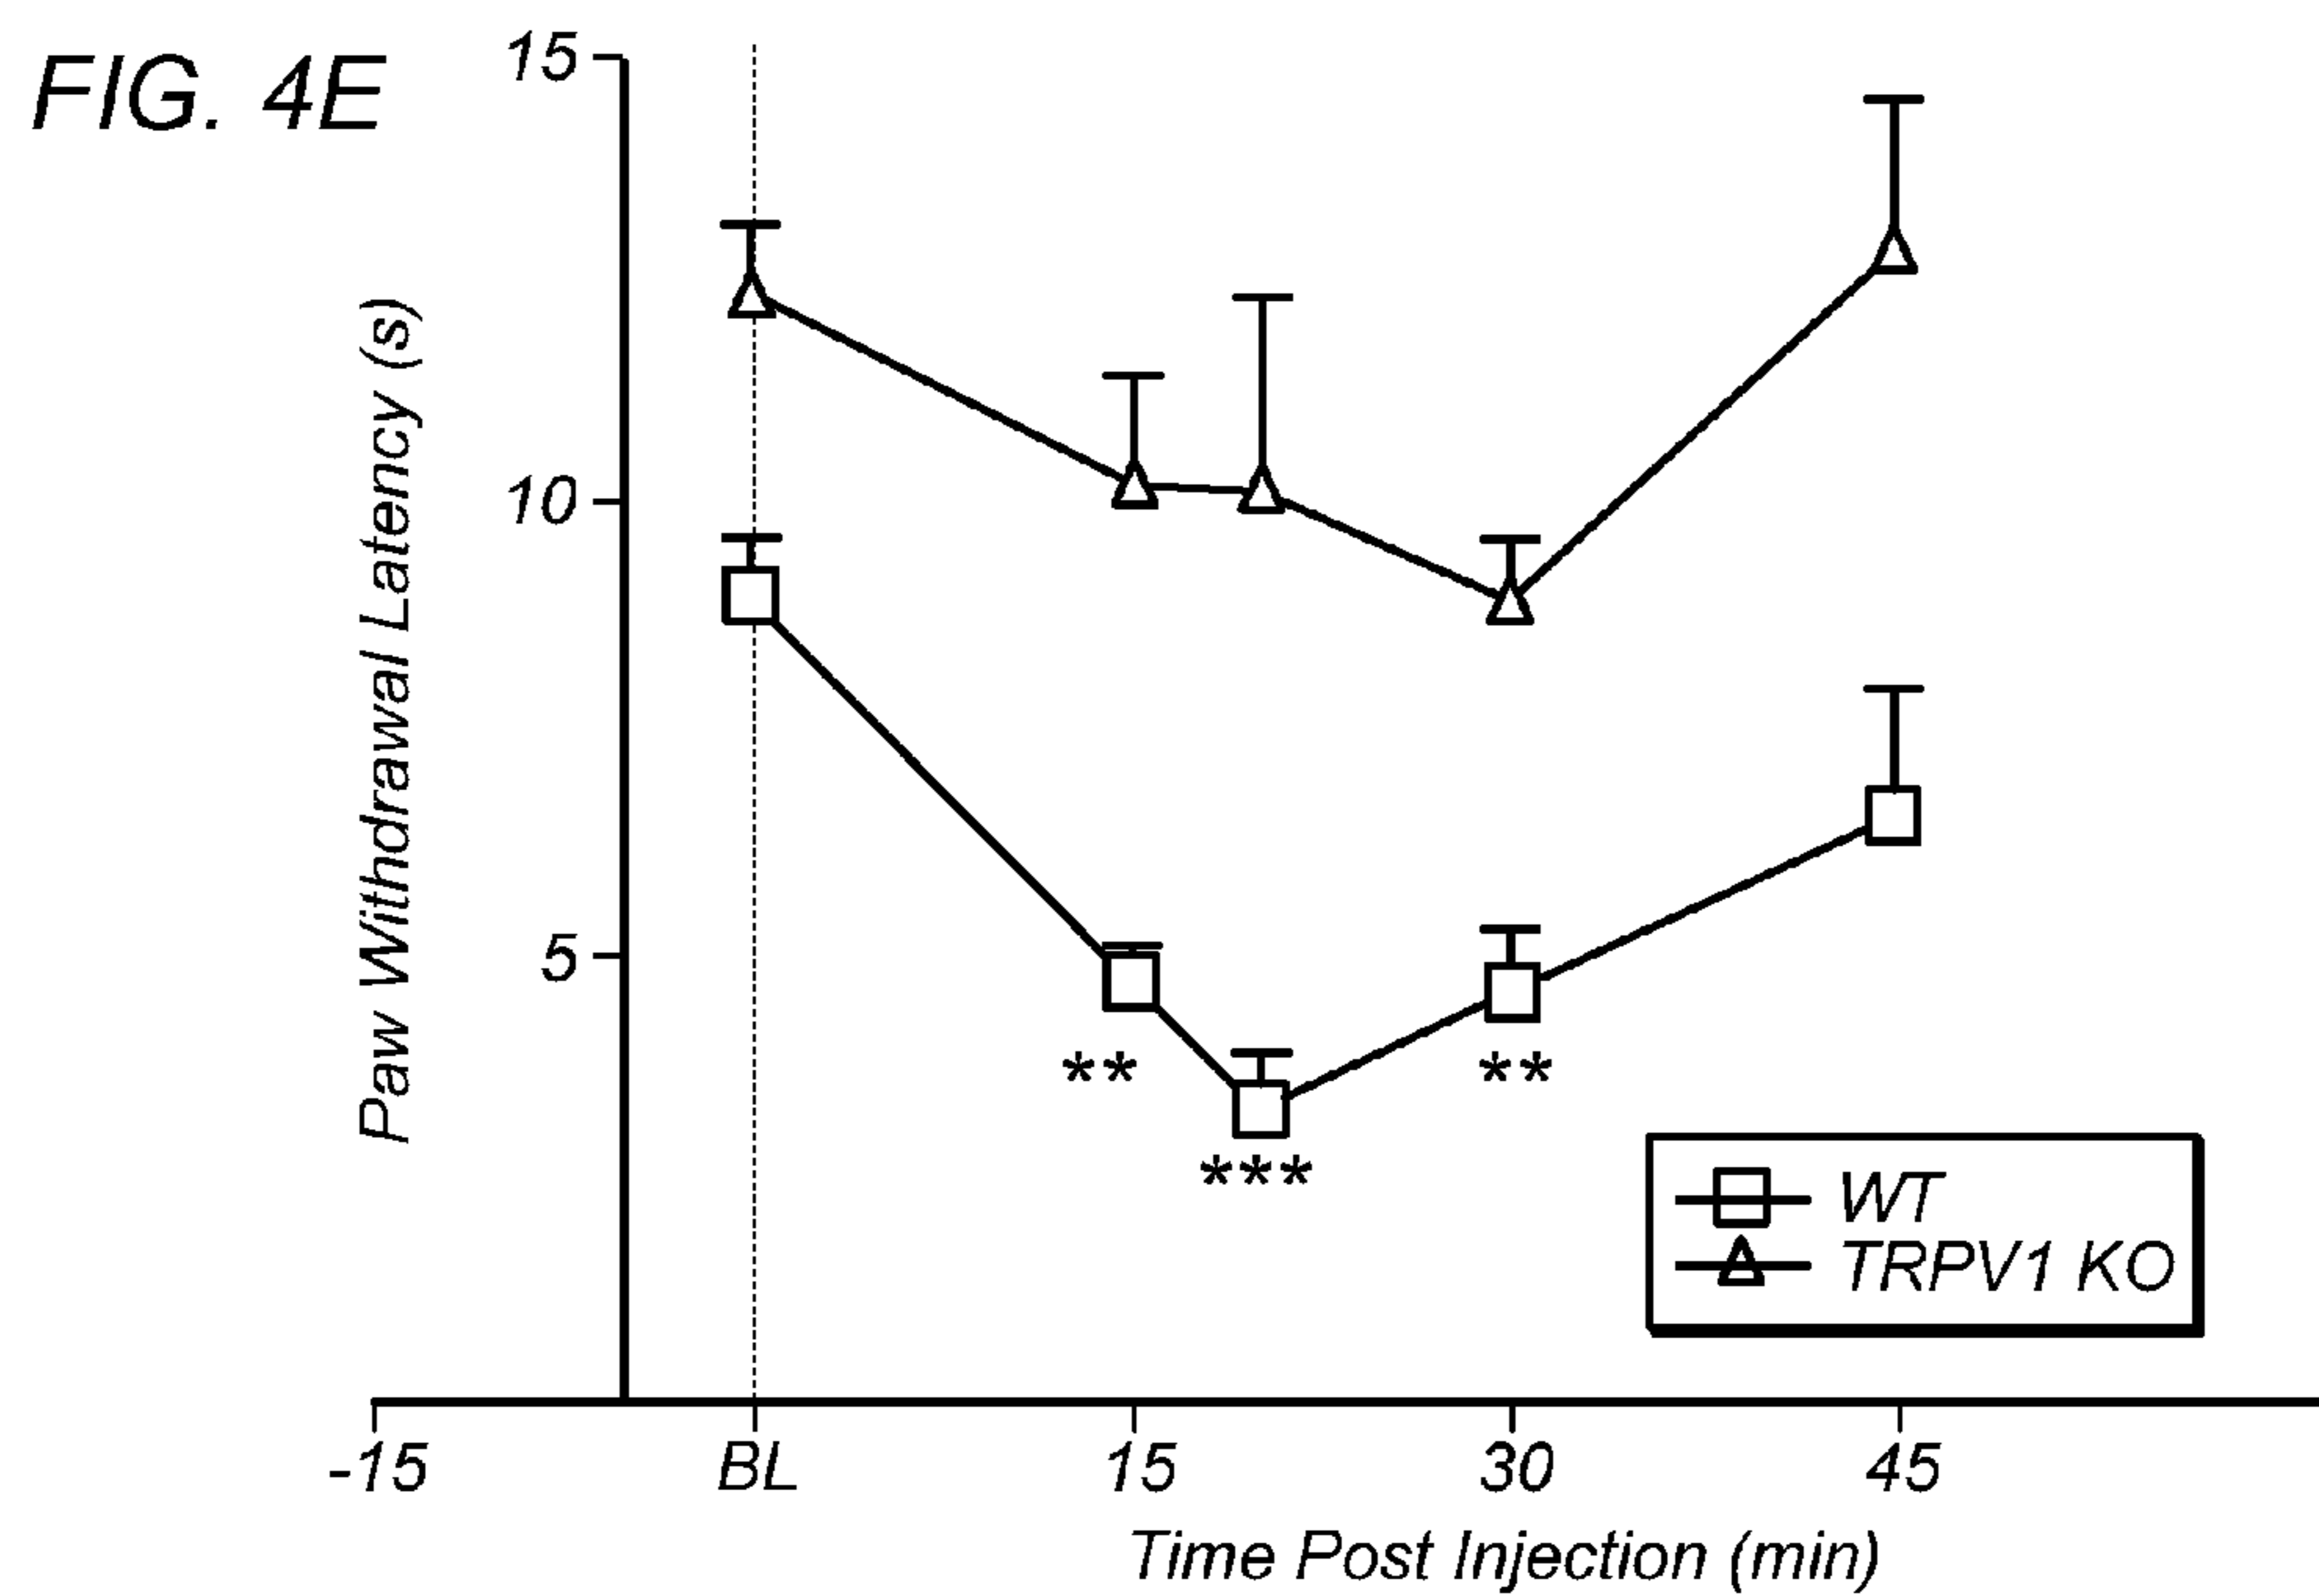 FIG. 4E
15
10
5
Paw Withdrawal Latency (s)
**
***
**
WT
TRPV1 KO
-15
BL
15
30
45
Time Post Injection (min)